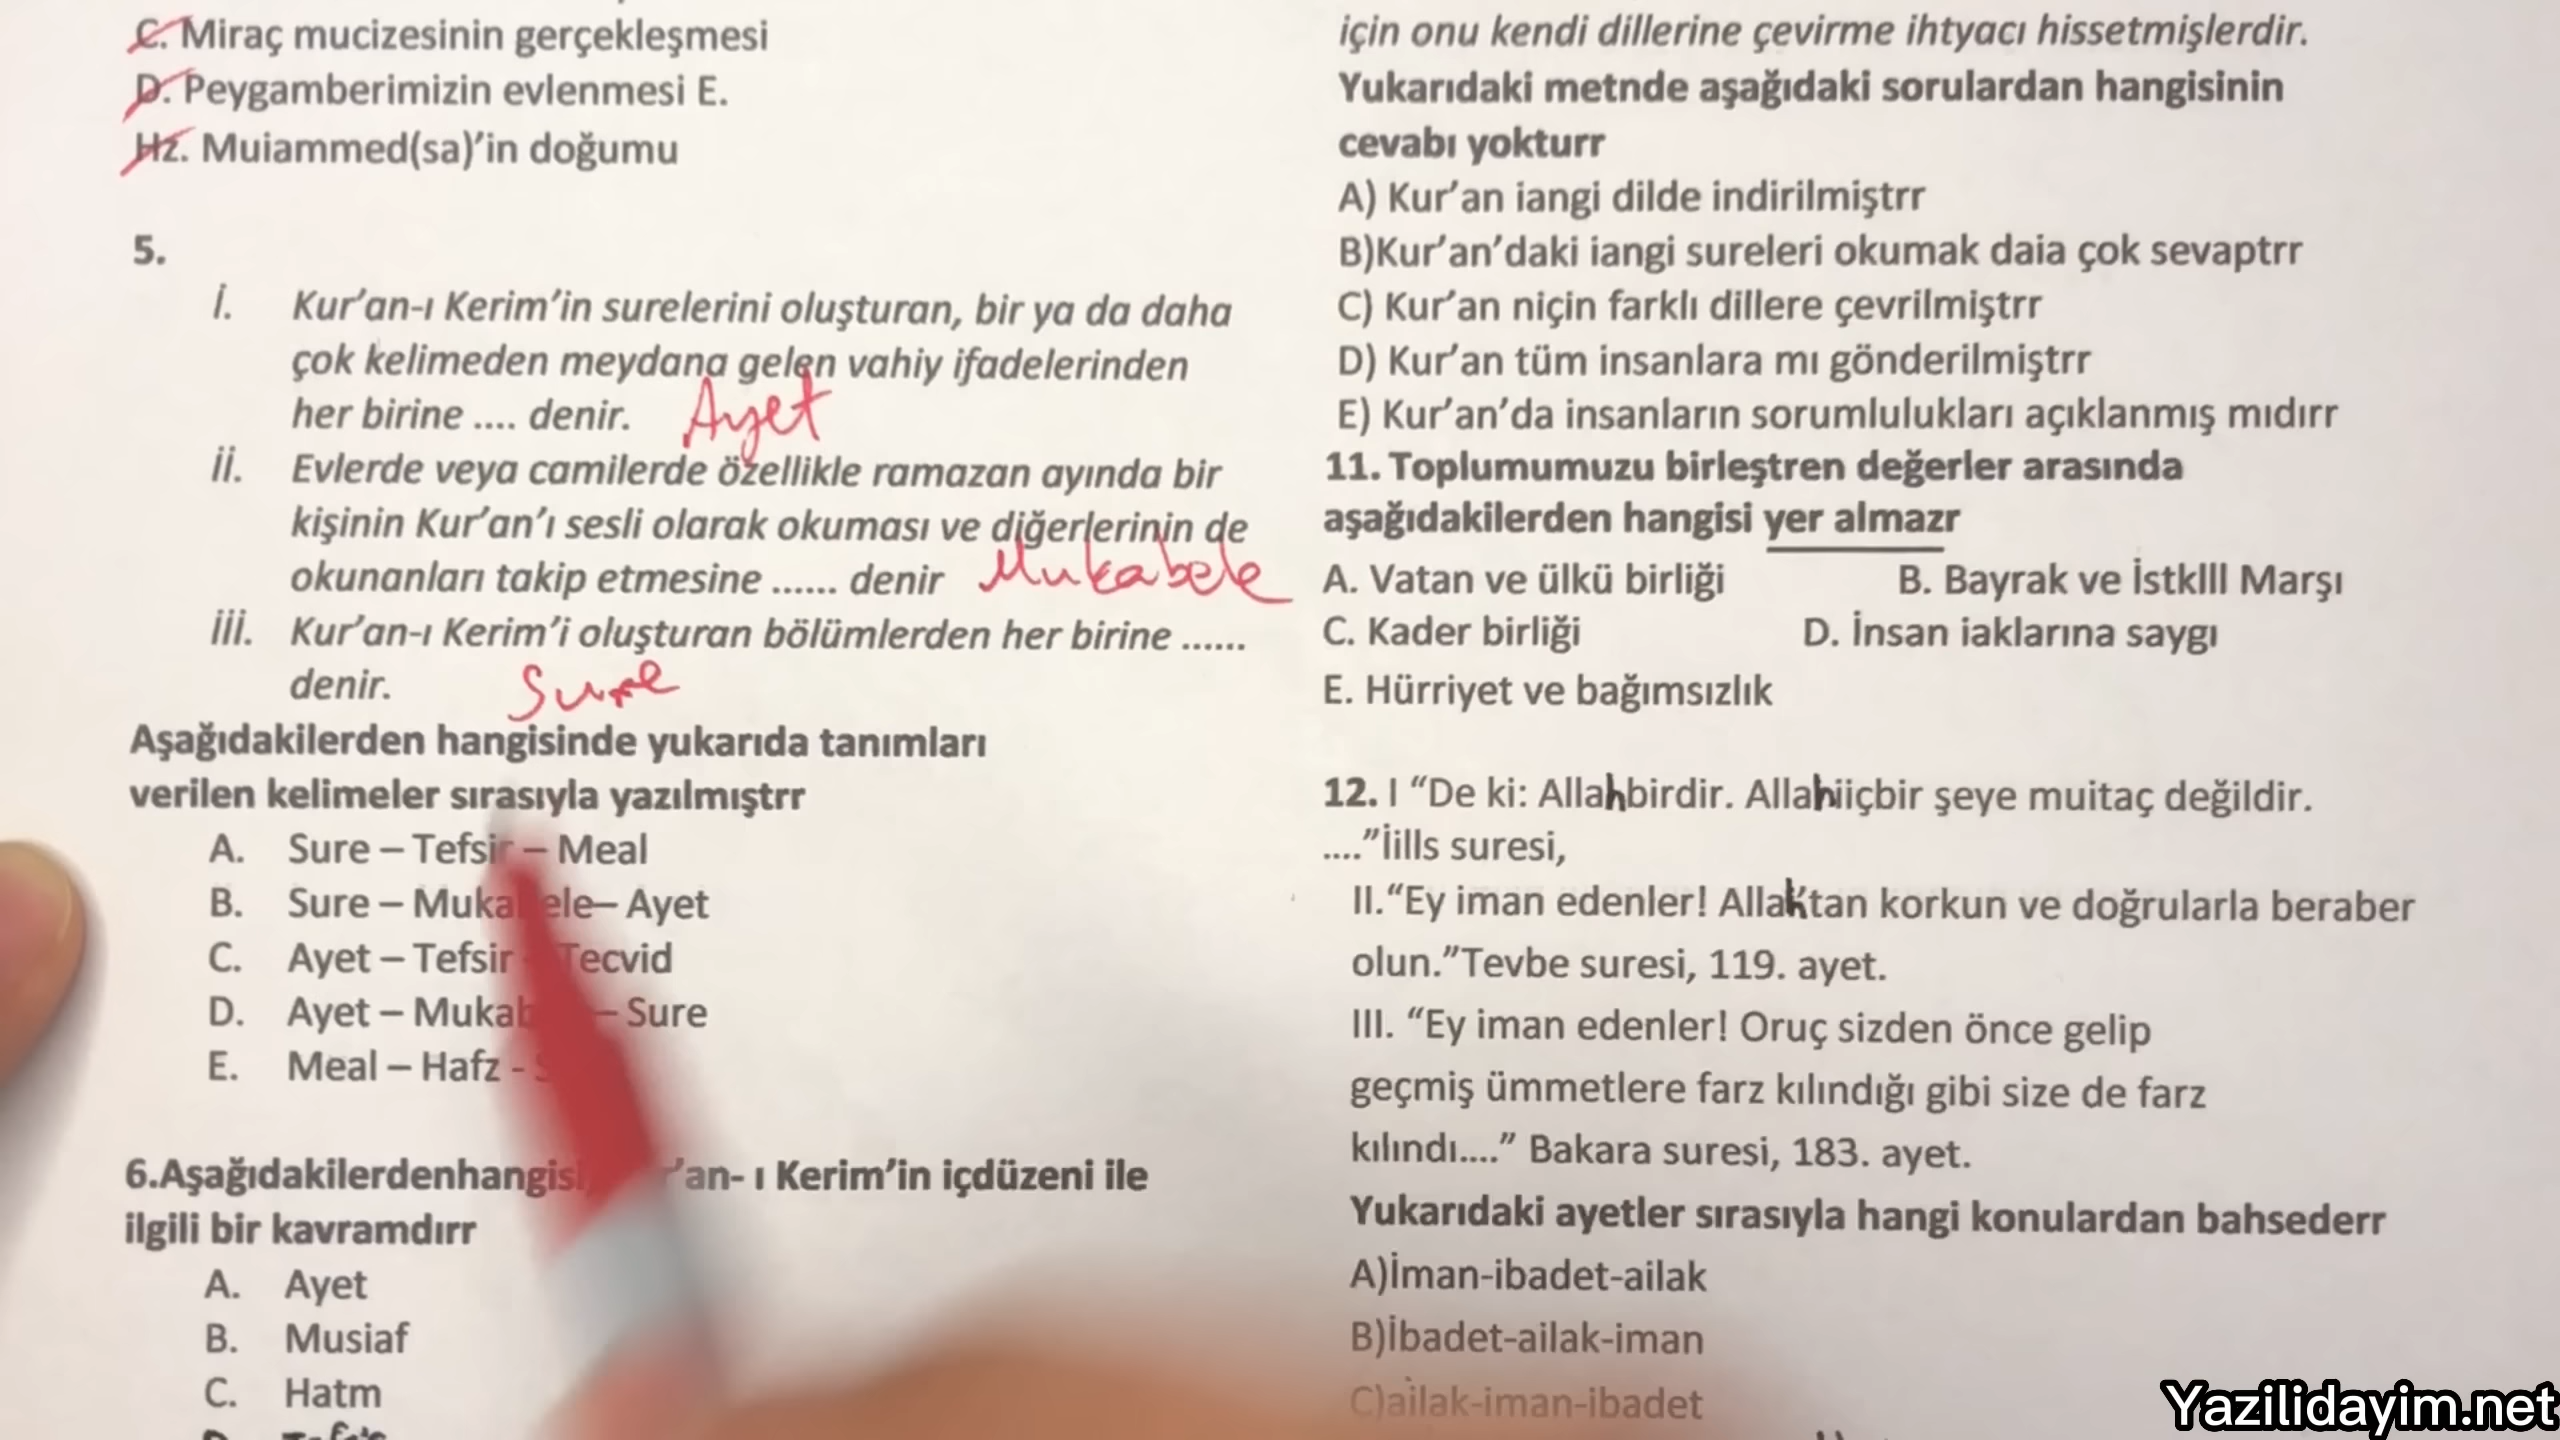 C. Miraç mucizesinin gerçekleşmesi
D. Peygamberimizin evlenmesi E.
Hz. Muiammed(sa)'in doğumu
5.
i. Kur'an-ı Kerim'in surelerini oluşturan, bir ya da daha
çok kelimeden meydana gelen vahiy ifadelerinden
her birine .... denir. Ayet
ii. Evlerde veya camilerde özellikle ramazan ayında bir
kişinin Kur'an'ı sesli olarak okuması ve diğerlerinin de
okunanları takip etmesine ...... denir Mukabele
iii. Kur'an-ı Kerim'i oluşturan bölümlerden her birine ......
denir. Sure
Aşağıdakilerden hangisinde yukarıda tanımları
verilen kelimeler sırasıyla yazılmıştrr
A. Sure – Tefsir – Meal
B. Sure – Mukabele– Ayet
C. Ayet – Tefsir Tecvid
D. Ayet – Mukab – Sure
E. Meal – Hafz -
6.Aşağıdakilerdenhangisi 'an- ı Kerim'in içdüzeni ile
ilgili bir kavramdırr
A. Ayet
B. Musiaf
C. Hatm
için onu kendi dillerine çevirme ihtyacı hissetmişlerdir.
Yukarıdaki metnde aşağıdaki sorulardan hangisinin
cevabı yokturr
A) Kur'an iangi dilde indirilmiştrr
B)Kur'an'daki iangi sureleri okumak daia çok sevaptrr
C) Kur'an niçin farklı dillere çevrilmiştrr
D) Kur'an tüm insanlara mı gönderilmiştrr
E) Kur'an'da insanların sorumlulukları açıklanmış mıdırr
11. Toplumumuzu birleştren değerler arasında
aşağıdakilerden hangisi yer almazr
A. Vatan ve ülkü birliği B. Bayrak ve İstklll Marşı
C. Kader birliği D. İnsan iaklarına saygı
E. Hürriyet ve bağımsızlık
12. I “De ki: Allahbirdir. Allahiiçbir şeye muitaç değildir.
....”İills suresi,
II.“Ey iman edenler! Allah'tan korkun ve doğrularla beraber
olun.”Tevbe suresi, 119. ayet.
III. “Ey iman edenler! Oruç sizden önce gelip
geçmiş ümmetlere farz kılındığı gibi size de farz
kılındı....” Bakara suresi, 183. ayet.
Yukarıdaki ayetler sırasıyla hangi konulardan bahsederr
A)İman-ibadet-ailak
B)İbadet-ailak-iman
C)ailak-iman-ibadet
Yazilidayim.net